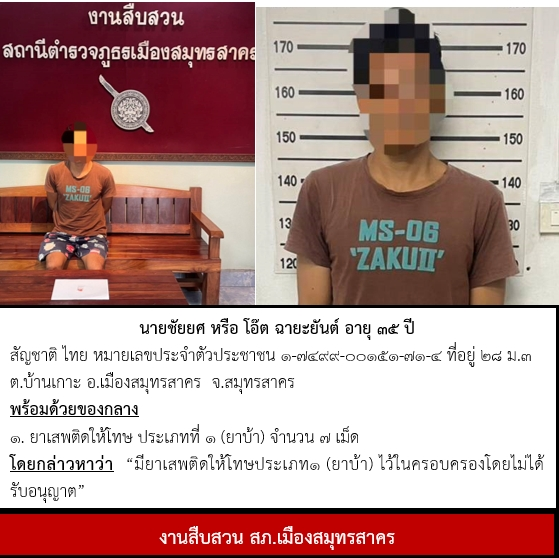 งานสืบสวน
สถานีตำรวจภูธรเมืองสมุทรสาคร
170 170
160 160
150 150
140 140
MS-06
'ZAKUII'
13 130
120 120
MS-06
'ZAKUII'
นายชัยยศ หรือ โอ๊ต ฉายะยันต์ อายุ ๓๕ ปี
สัญชาติ ไทย หมายเลขประจำตัวประชาชน ๑-๗๔๙๙-๐๐๑๕๑-๗๑-๔ ที่อยู่ ๒๘ ม.๓
ต.บ้านเกาะ อ.เมืองสมุทรสาคร จ.สมุทรสาคร
พร้อมด้วยของกลาง
๑. ยาเสพติดให้โทษ ประเภทที่ ๑ (ยาบ้า) จำนวน ๗ เม็ด
โดยกล่าวหาว่า “มียาเสพติดให้โทษประเภท๑ (ยาบ้า) ไว้ในครอบครองโดยไม่ได้
รับอนุญาต”
งานสืบสวน สภ.เมืองสมุทรสาคร